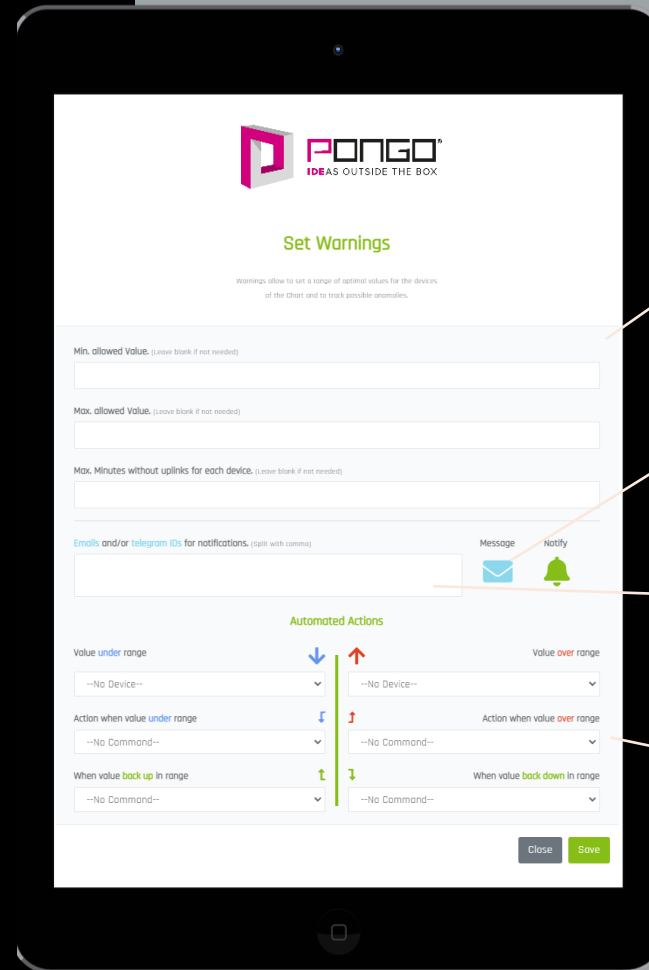 PONGO®
IDEAS OUTSIDE THE BOX
Set Warnings
Warnings allow to set a range of optimal values for the devices
of the Chart and to track possible anomalies.
Min. allowed Value. (Leave blank if not needed)
Max. allowed Value. (Leave blank if not needed)
Max. Minutes without uplinks for each device. (Leave blank if not needed)
Emails and/or telegram IDs for notifications. (Split with comma)
Message Notify
Automated Actions
Value under range Value over range
--No Device-- --No Device--
Action when value under range Action when value over range
--No Command-- --No Command--
When value back up in range When value back down in range
--No Command-- --No Command--
Close Save